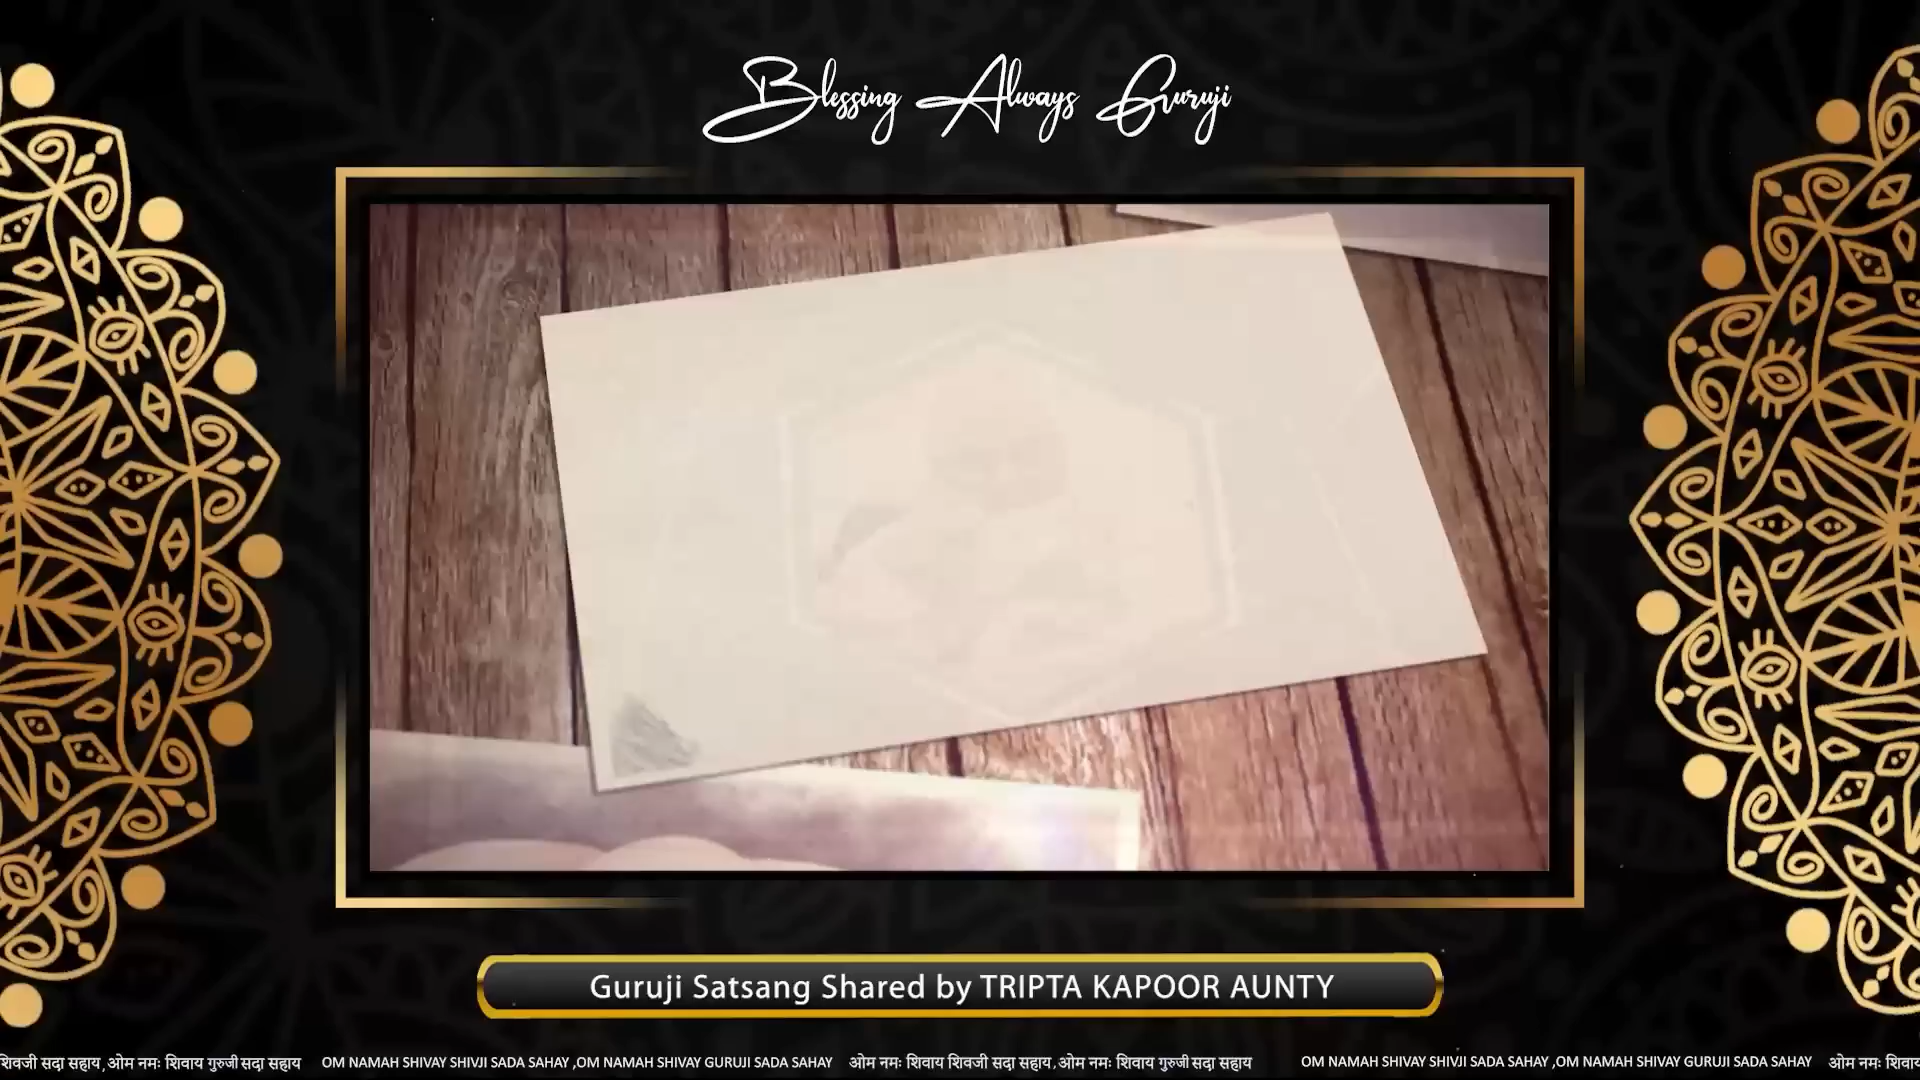 Blessing Always Guruji
Guruji Satsang Shared by TRIPTA KAPOOR AUNTY
शिवजी सदा सहाय, ओम नमः शिवाय गुरुजी सदा सहाय OM NAMAH SHIVAY SHIVJI SADA SAHAY ,OM NAMAH SHIVAY GURUJI SADA SAHAY ओम नमः शिवाय शिवजी सदा सहाय, ओम नमः शिवाय गुरुजी सदा सहाय OM NAMAH SHIVAY SHIVJI SADA SAHAY ,OM NAMAH SHIVAY GURUJI SADA SAHAY ओम नमः